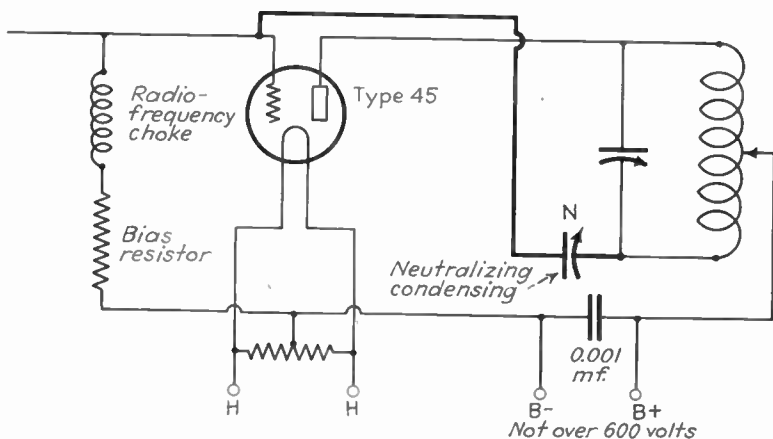 Radio-
frequency
choke
Type 45
Bias
resistor
N
Neutralizing
condensing
0.001
mf.
H
H
B-
B+
Not over 600 volts